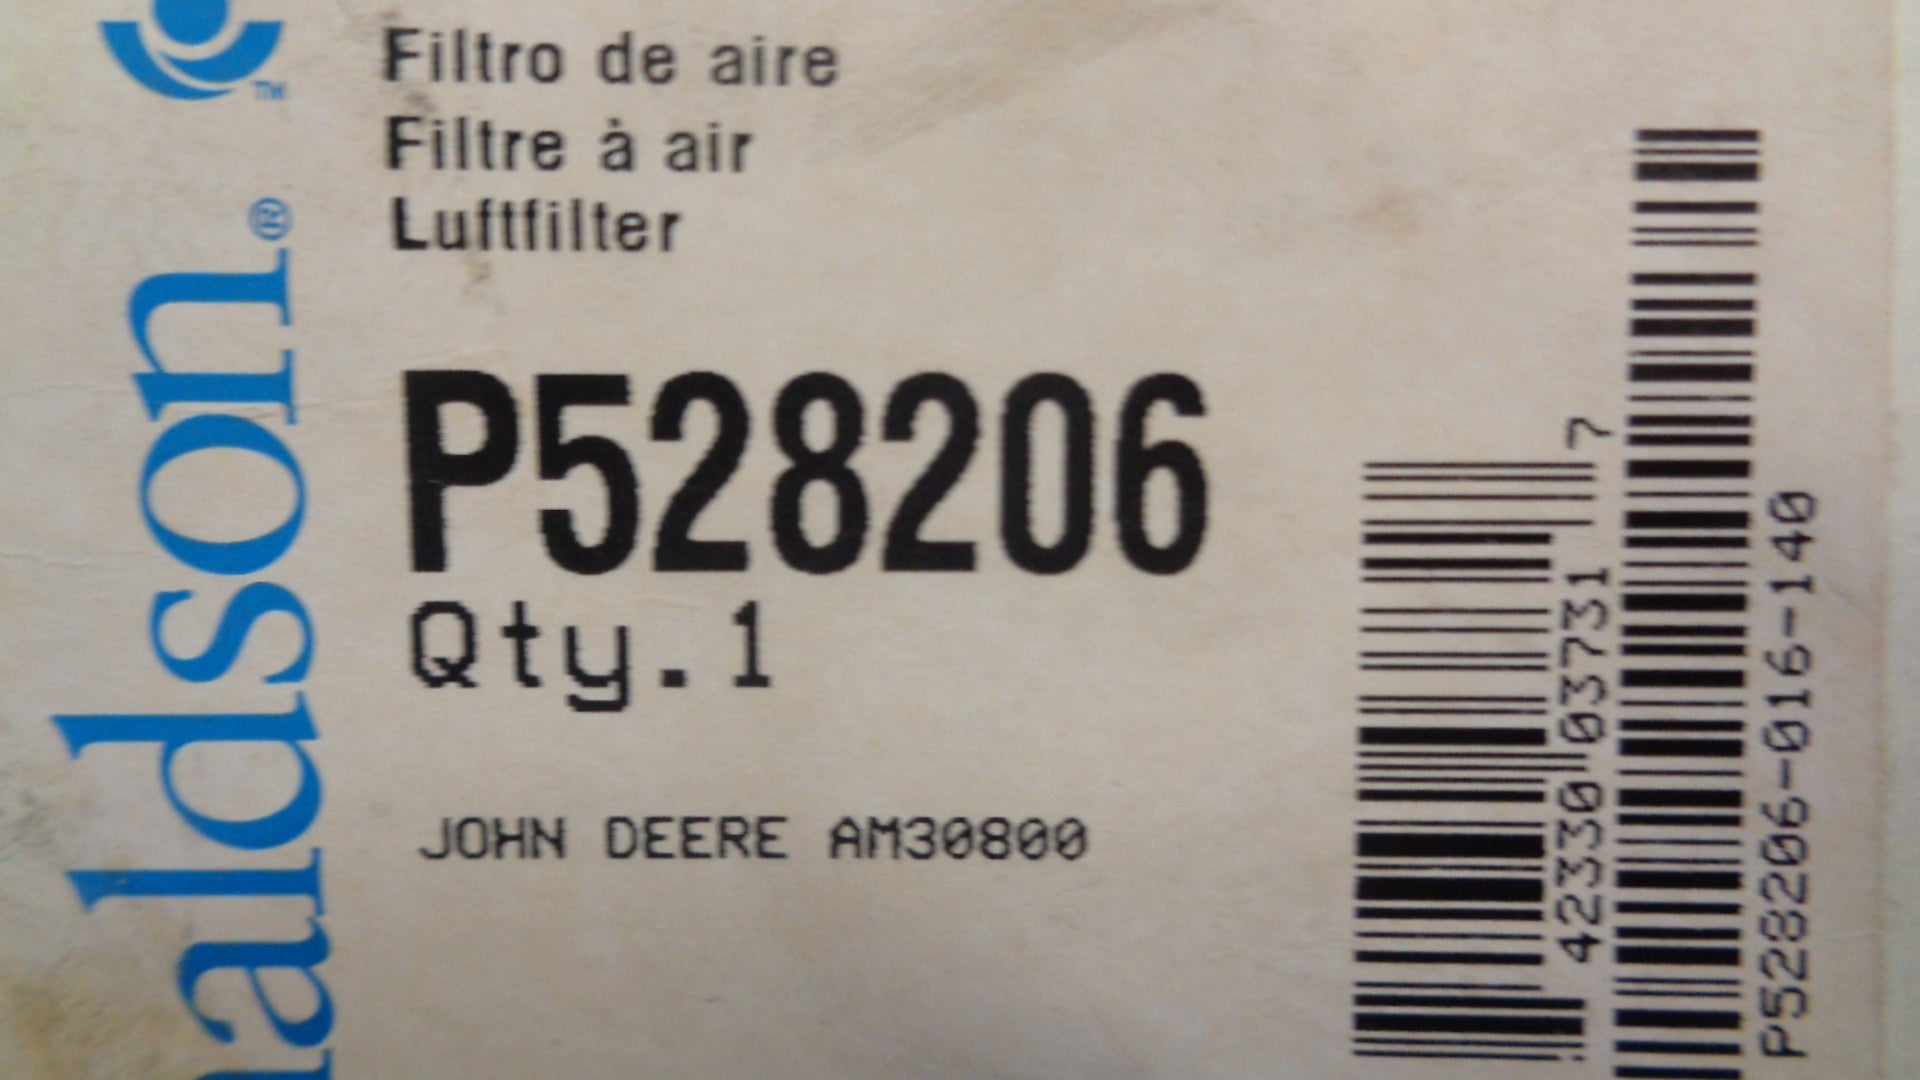 Filtro de aire
Filtre à air
Luftfilter
P528206
Qty.1
JOHN DEERE AM30800
aldson®
TM
42330 03731 7
P528206-016-140